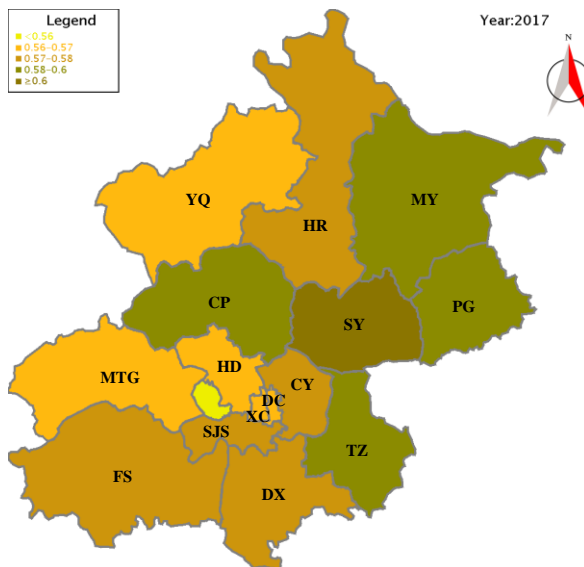 Legend
<0.56
0.56-0.57
0.57-0.58
0.58-0.6
≥0.6
Year:2017
YQ
HR
MY
CP
SY
PG
MTG
HD
CY
DC
XC
SJS
TZ
FS
DX